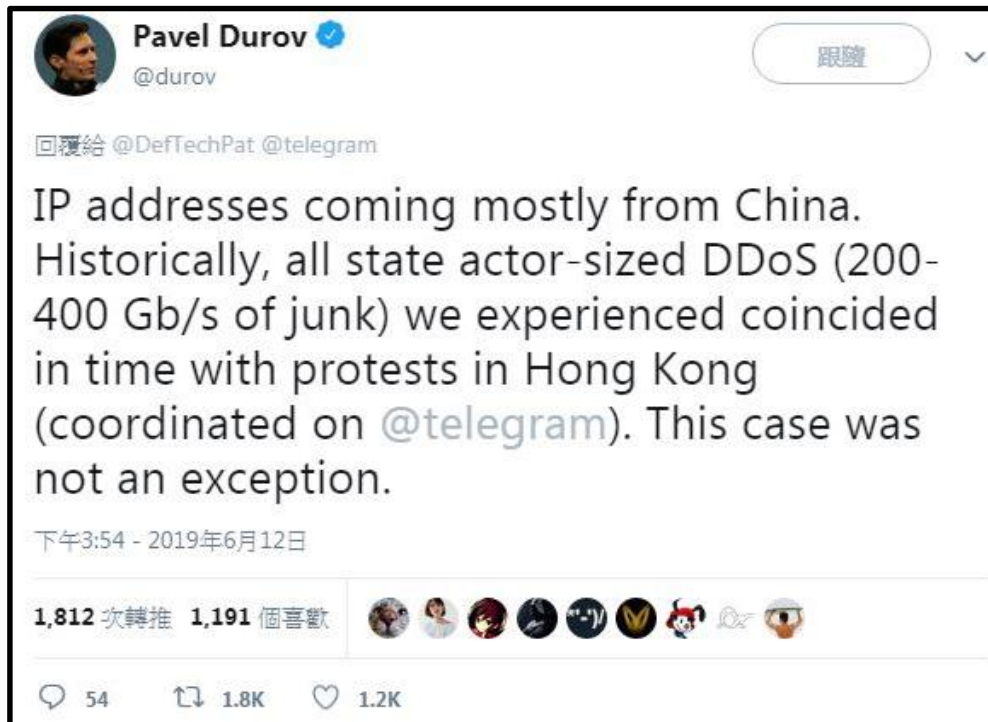 Pavel Durov
@durov
跟隨
回覆給 @DefTechPat @telegram
IP addresses coming mostly from China.
Historically, all state actor-sized DDoS (200-
400 Gb/s of junk) we experienced coincided
in time with protests in Hong Kong
(coordinated on @telegram). This case was
not an exception.
下午3:54 - 2019年6月12日
1,812 次轉推 1,191 個喜歡
54 1.8K 1.2K